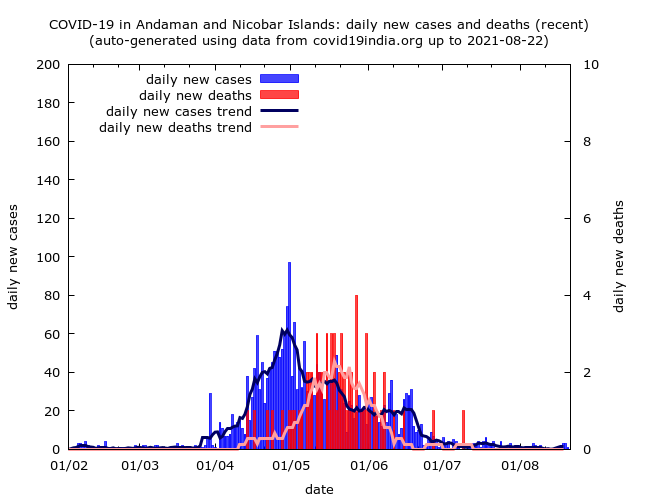 COVID-19 in Andaman and Nicobar Islands: daily new cases and deaths (recent)
(auto-generated using data from covid19india.org up to 2021-08-22)
daily new cases
daily new deaths
daily new cases trend
daily new deaths trend
200
180
160
140
120
100
80
60
40
20
0
daily new cases
10
8
6
4
2
0
daily new deaths
01/02 01/03 01/04 01/05 01/06 01/07 01/08
date